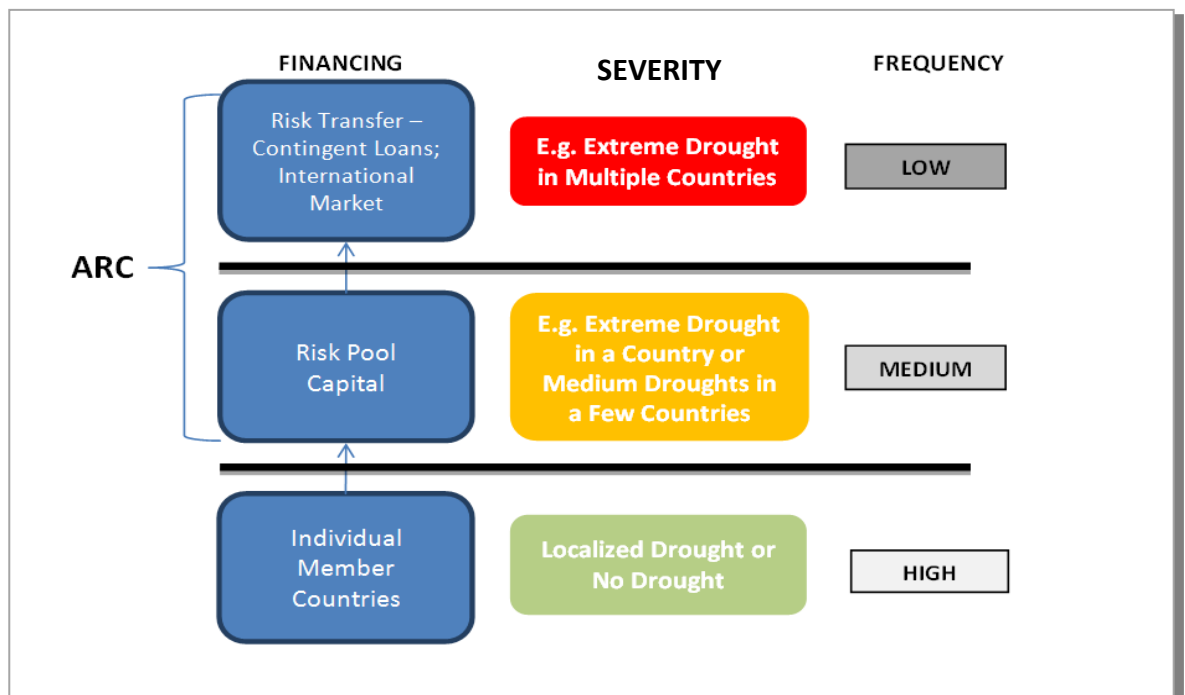 FINANCING
SEVERITY
FREQUENCY
Risk Transfer –
Contingent Loans;
International
Market
E.g. Extreme Drought
in Multiple Countries
LOW
ARC
Risk Pool
Capital
E.g. Extreme Drought
in a Country or
Medium Droughts in
a Few Countries
MEDIUM
Individual
Member
Countries
Localized Drought or
No Drought
HIGH